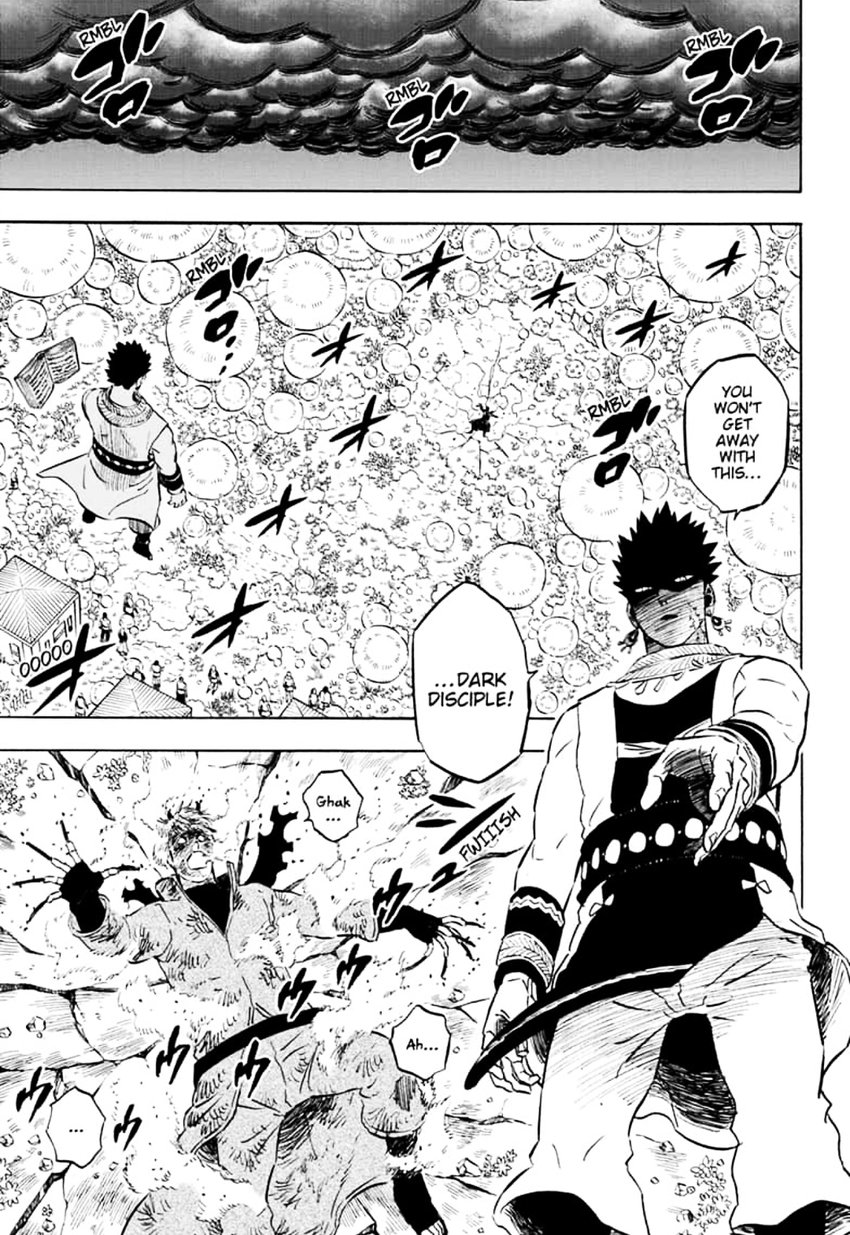 RMBL
ゴロ
RMBL
ゴロ
RMBL
ゴロ
YOU
WON'T
GET
AWAY
WITH
THIS...
RMBL
ゴロ...
RMBL
ゴロ
...DARK
DISCIPLE!
Ghak
...
FWIIISH
Ah...
...